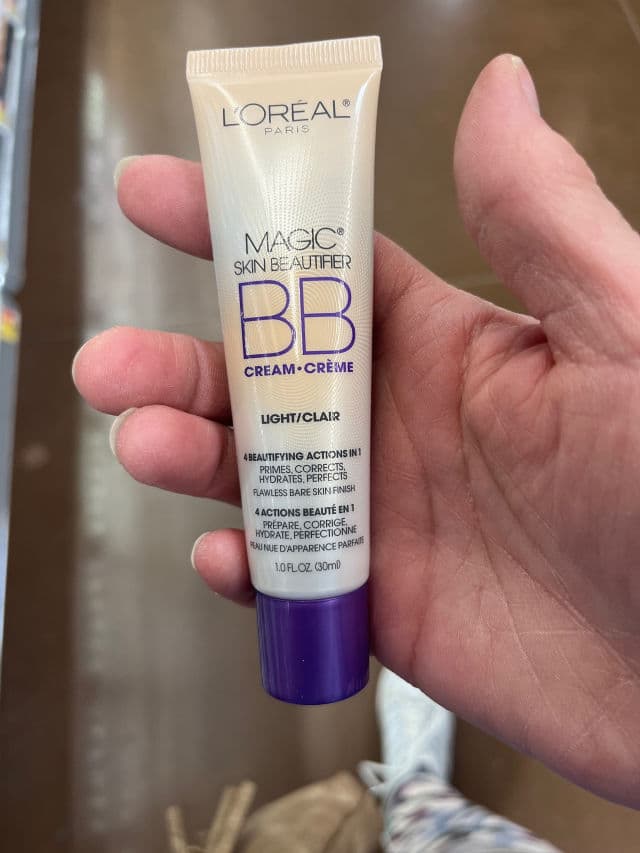 L'ORÉAL®
PARIS
MAGIC®
SKIN BEAUTIFIER
BB
CREAM•CRÈME
LIGHT/CLAIR
4 BEAUTIFYING ACTIONS IN 1
PRIMES, CORRECTS,
HYDRATES, PERFECTS
FLAWLESS BARE SKIN FINISH
4 ACTIONS BEAUTÉ EN 1
PRÉPARE, CORRIGE,
HYDRATE, PERFECTIONNE
PEAU NUE D'APPARENCE PARFAITE
1.0 FL.OZ. (30ml)